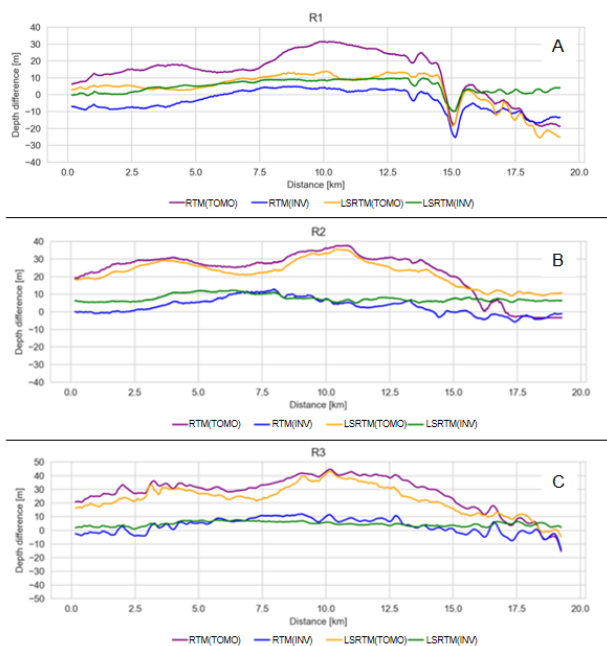 R1
A
Depth difference [m]
40
30
20
10
0
−10
−20
−30
−40
0.0 2.5 5.0 7.5 10.0 12.5 15.0 17.5 20.0
Distance [km]
RTM(TOMO) RTM(INV) LSRTM(TOMO) LSRTM(INV)
R2
B
Depth difference [m]
40
30
20
10
0
−10
−20
−30
−40
0.0 2.5 5.0 7.5 10.0 12.5 15.0 17.5 20.0
Distance [km]
RTM(TOMO) RTM(INV) LSRTM(TOMO) LSRTM(INV)
R3
C
Depth difference [m]
50
40
30
20
10
0
−10
−20
−30
−40
−50
0.0 2.5 5.0 7.5 10.0 12.5 15.0 17.5 20.0
Distance [km]
RTM(TOMO) RTM(INV) LSRTM(TOMO) LSRTM(INV)